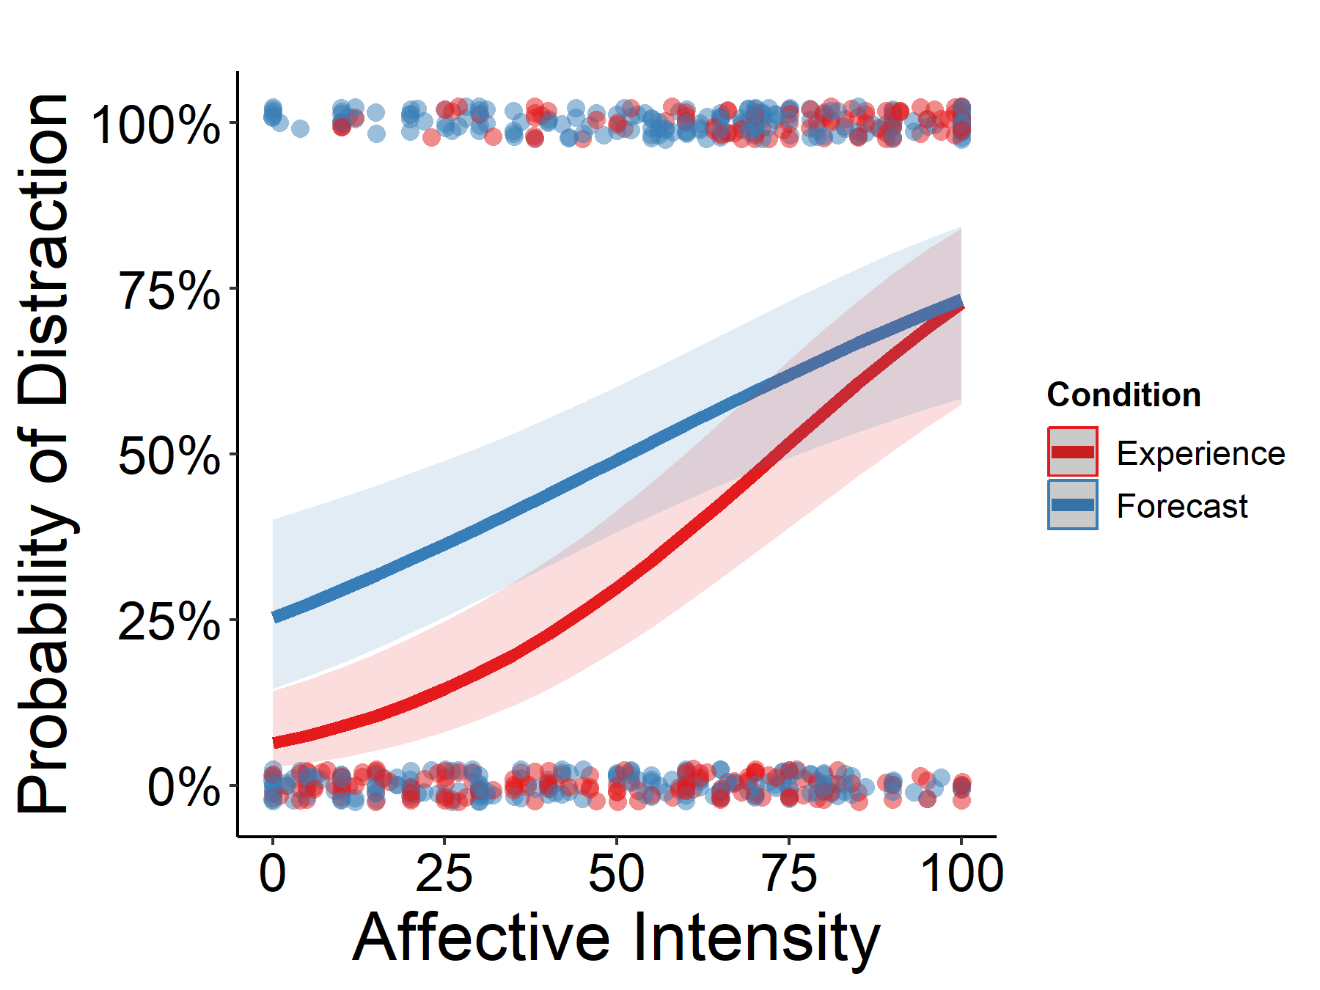 Probability of Distraction
100%
75%
50%
25%
0%
0 25 50 75 100
Affective Intensity
Condition
Experience
Forecast